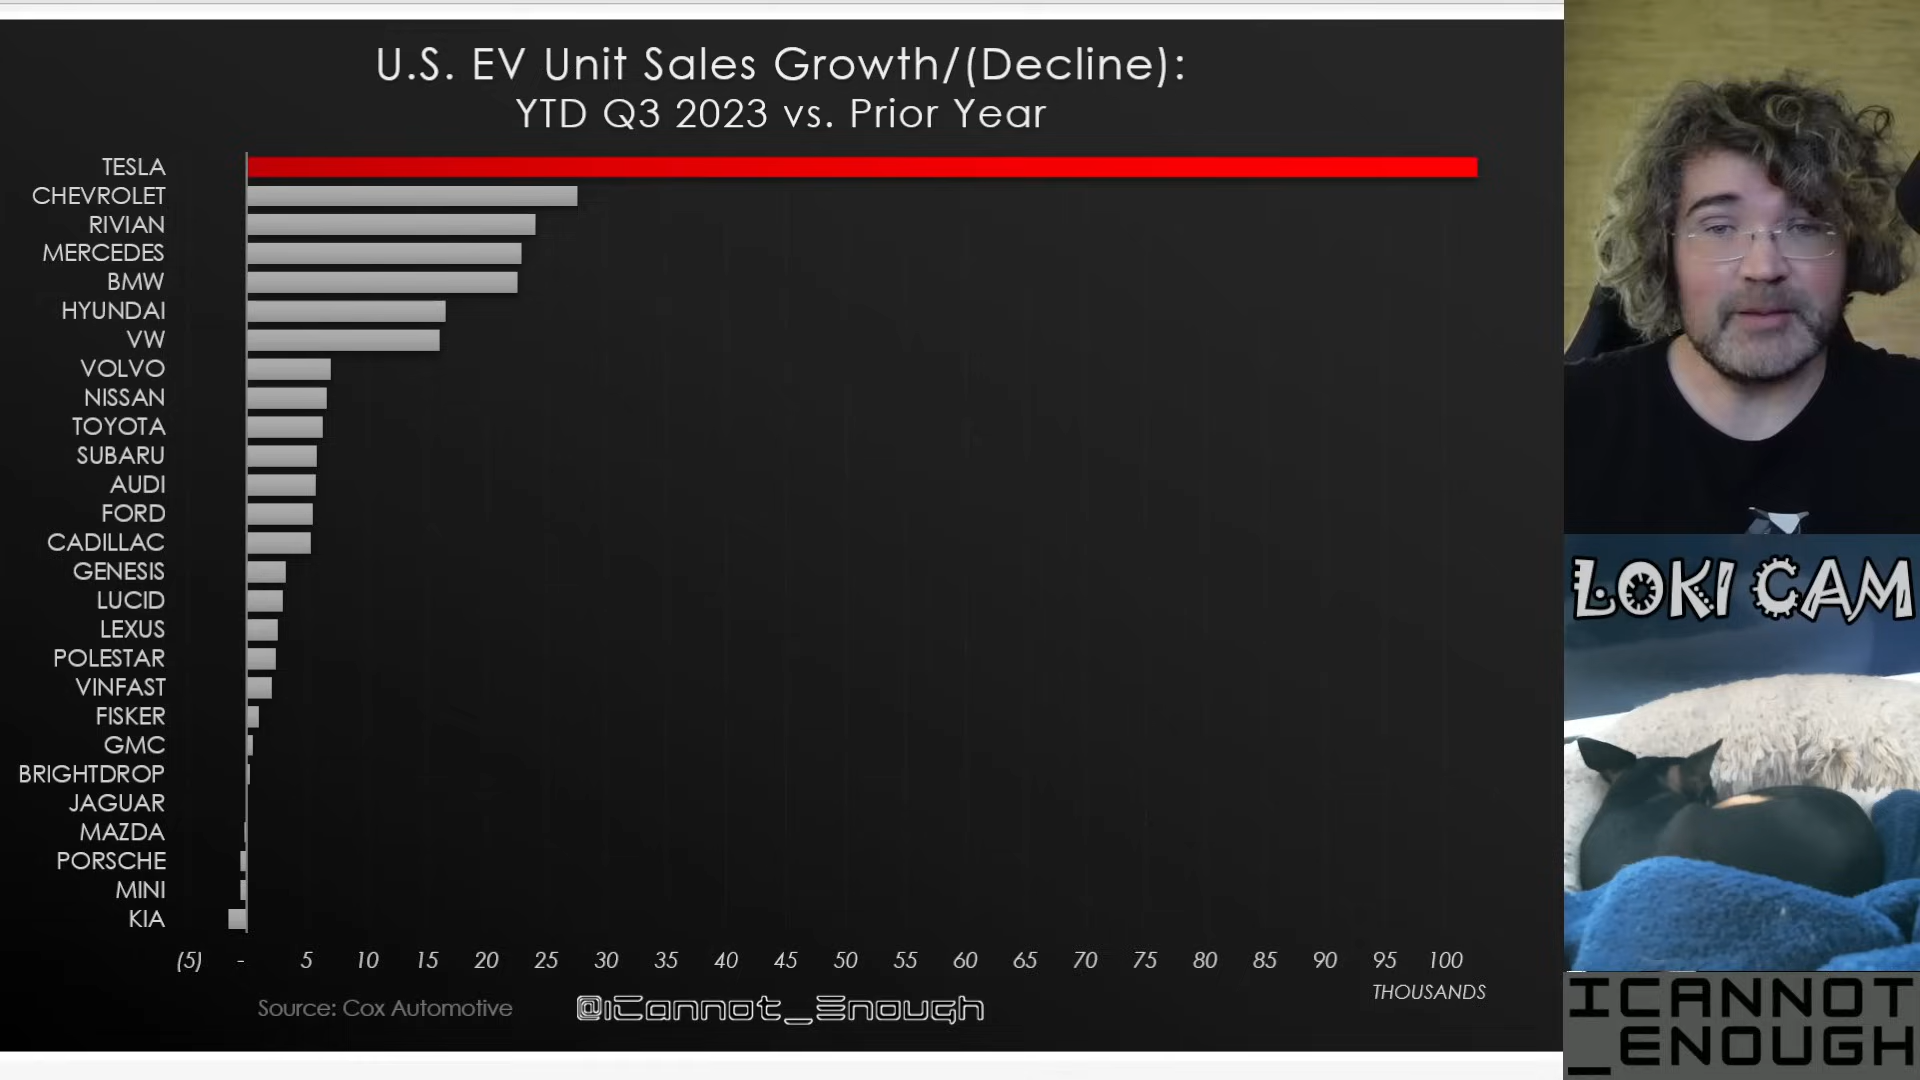 U.S. EV Unit Sales Growth/(Decline):
YTD Q3 2023 vs. Prior Year
TESLA
CHEVROLET
RIVIAN
MERCEDES
BMW
HYUNDAI
VW
VOLVO
NISSAN
TOYOTA
SUBARU
AUDI
FORD
CADILLAC
GENESIS
LUCID
LEXUS
POLESTAR
VINFAST
FISKER
GMC
BRIGHTDROP
JAGUAR
MAZDA
PORSCHE
MINI
KIA
(5) - 5 10 15 20 25 30 35 40 45 50 55 60 65 70 75 80 85 90 95 100
THOUSANDS
Source: Cox Automotive
@iCannot_Enough
LOKI CAM
ICANNOT
_ENOUGH